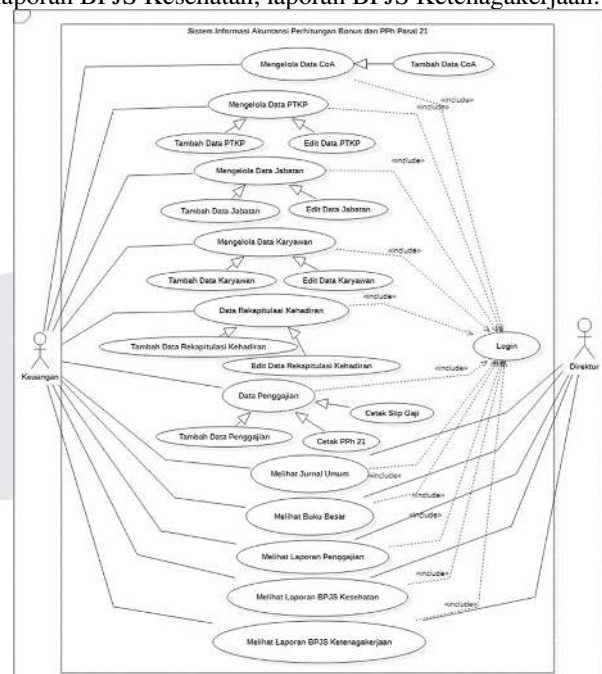 laporan BPJS Kesehatan, laporan BPJS Ketenagakerjaan.
Sistem Informasi Akuntansi Perhitungan Bonus dan PPh Pasal 21
Mengelola Data CoA
Tambah Data CoA
«include»
Mengelola Data PTKP
«include»
Tambah Data PTKP
Edit Data PTKP
«include»
Mengelola Data Jabatan
Tambah Data Jabatan
Edit Data Jabatan
Mengelola Data Karyawan
«include»
Tambah Data Karyawan
Edit Data Karyawan
«include»
Data Rekapitulasi Kehadiran
Tambah Data Rekapitulasi Kehadiran
Login
Edit Data Rekapitulasi Kehadiran
Keuangan
Direktur
«include»
Data Penggajian
Cetak Slip Gaji
Tambah Data Penggajian
Cetak PPh 21
Melihat Jurnal Umum
«include»
Melihat Buku Besar
«include»
Melihat Laporan Penggajian
«include»
Melihat Laporan BPJS Kesehatan
«include»
Melihat Laporan BPJS Ketenagakerjaan